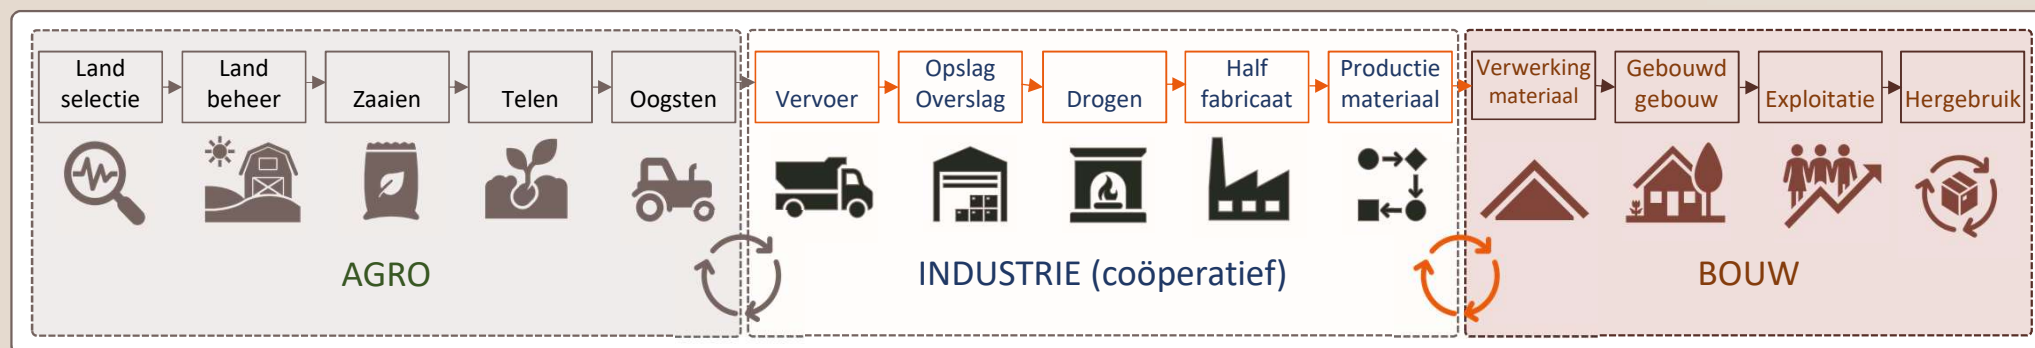 Land
selectie
Land
beheer
Zaaien
Telen
Oogsten
Vervoer
Opslag
Overslag
Drogen
Half
fabricaat
Productie
materiaal
Verwerking
materiaal
Gebouwd
gebouw
Exploitatie
Hergebruik
AGRO
INDUSTRIE (coöperatief)
BOUW